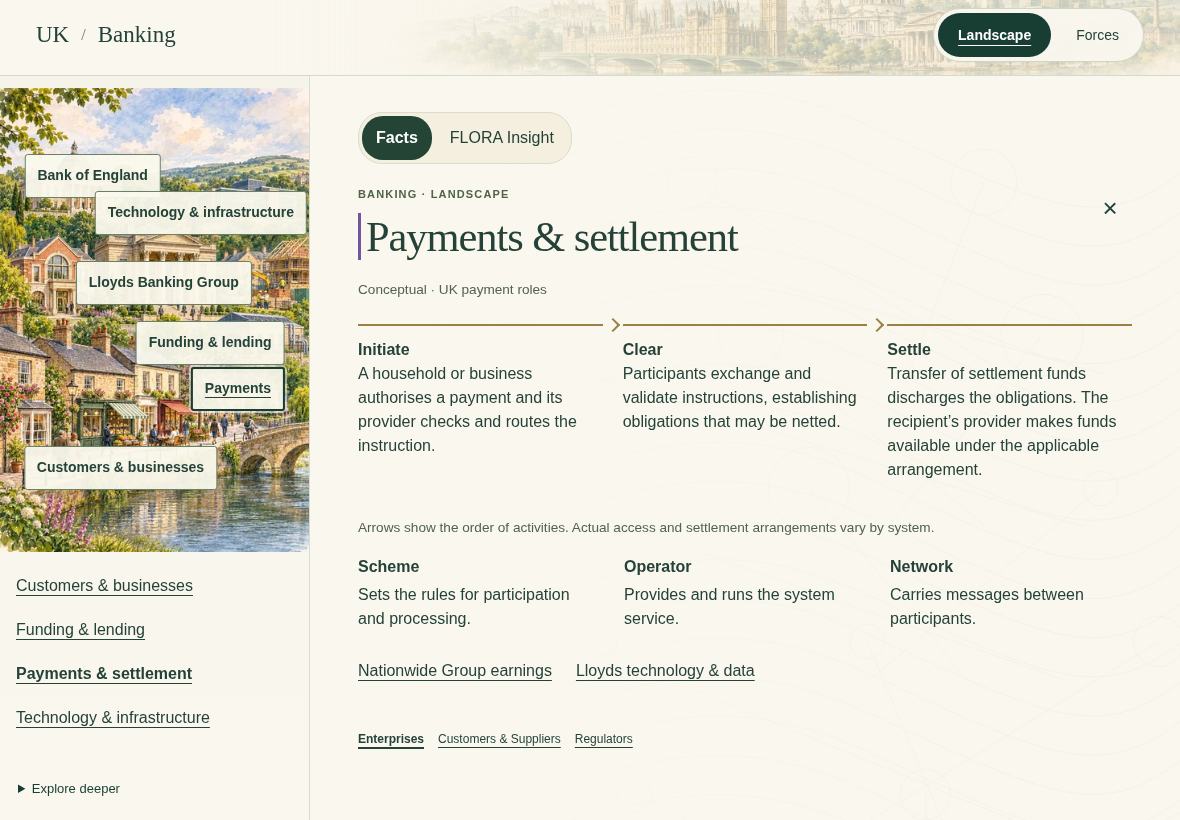 UK / Banking
Landscape
Forces
Bank of England
Technology & infrastructure
Lloyds Banking Group
Funding & lending
Payments
Customers & businesses
Customers & businesses
Funding & lending
Payments & settlement
Technology & infrastructure
▶ Explore deeper
Facts
FLORA Insight
BANKING · LANDSCAPE
Payments & settlement
✕
Conceptual · UK payment roles
Initiate
A household or business
authorises a payment and its
provider checks and routes the
instruction.
Clear
Participants exchange and
validate instructions, establishing
obligations that may be netted.
Settle
Transfer of settlement funds
discharges the obligations. The
recipient’s provider makes funds
available under the applicable
arrangement.
Arrows show the order of activities. Actual access and settlement arrangements vary by system.
Scheme
Sets the rules for participation
and processing.
Operator
Provides and runs the system
service.
Network
Carries messages between
participants.
Nationwide Group earnings
Lloyds technology & data
Enterprises
Customers & Suppliers
Regulators